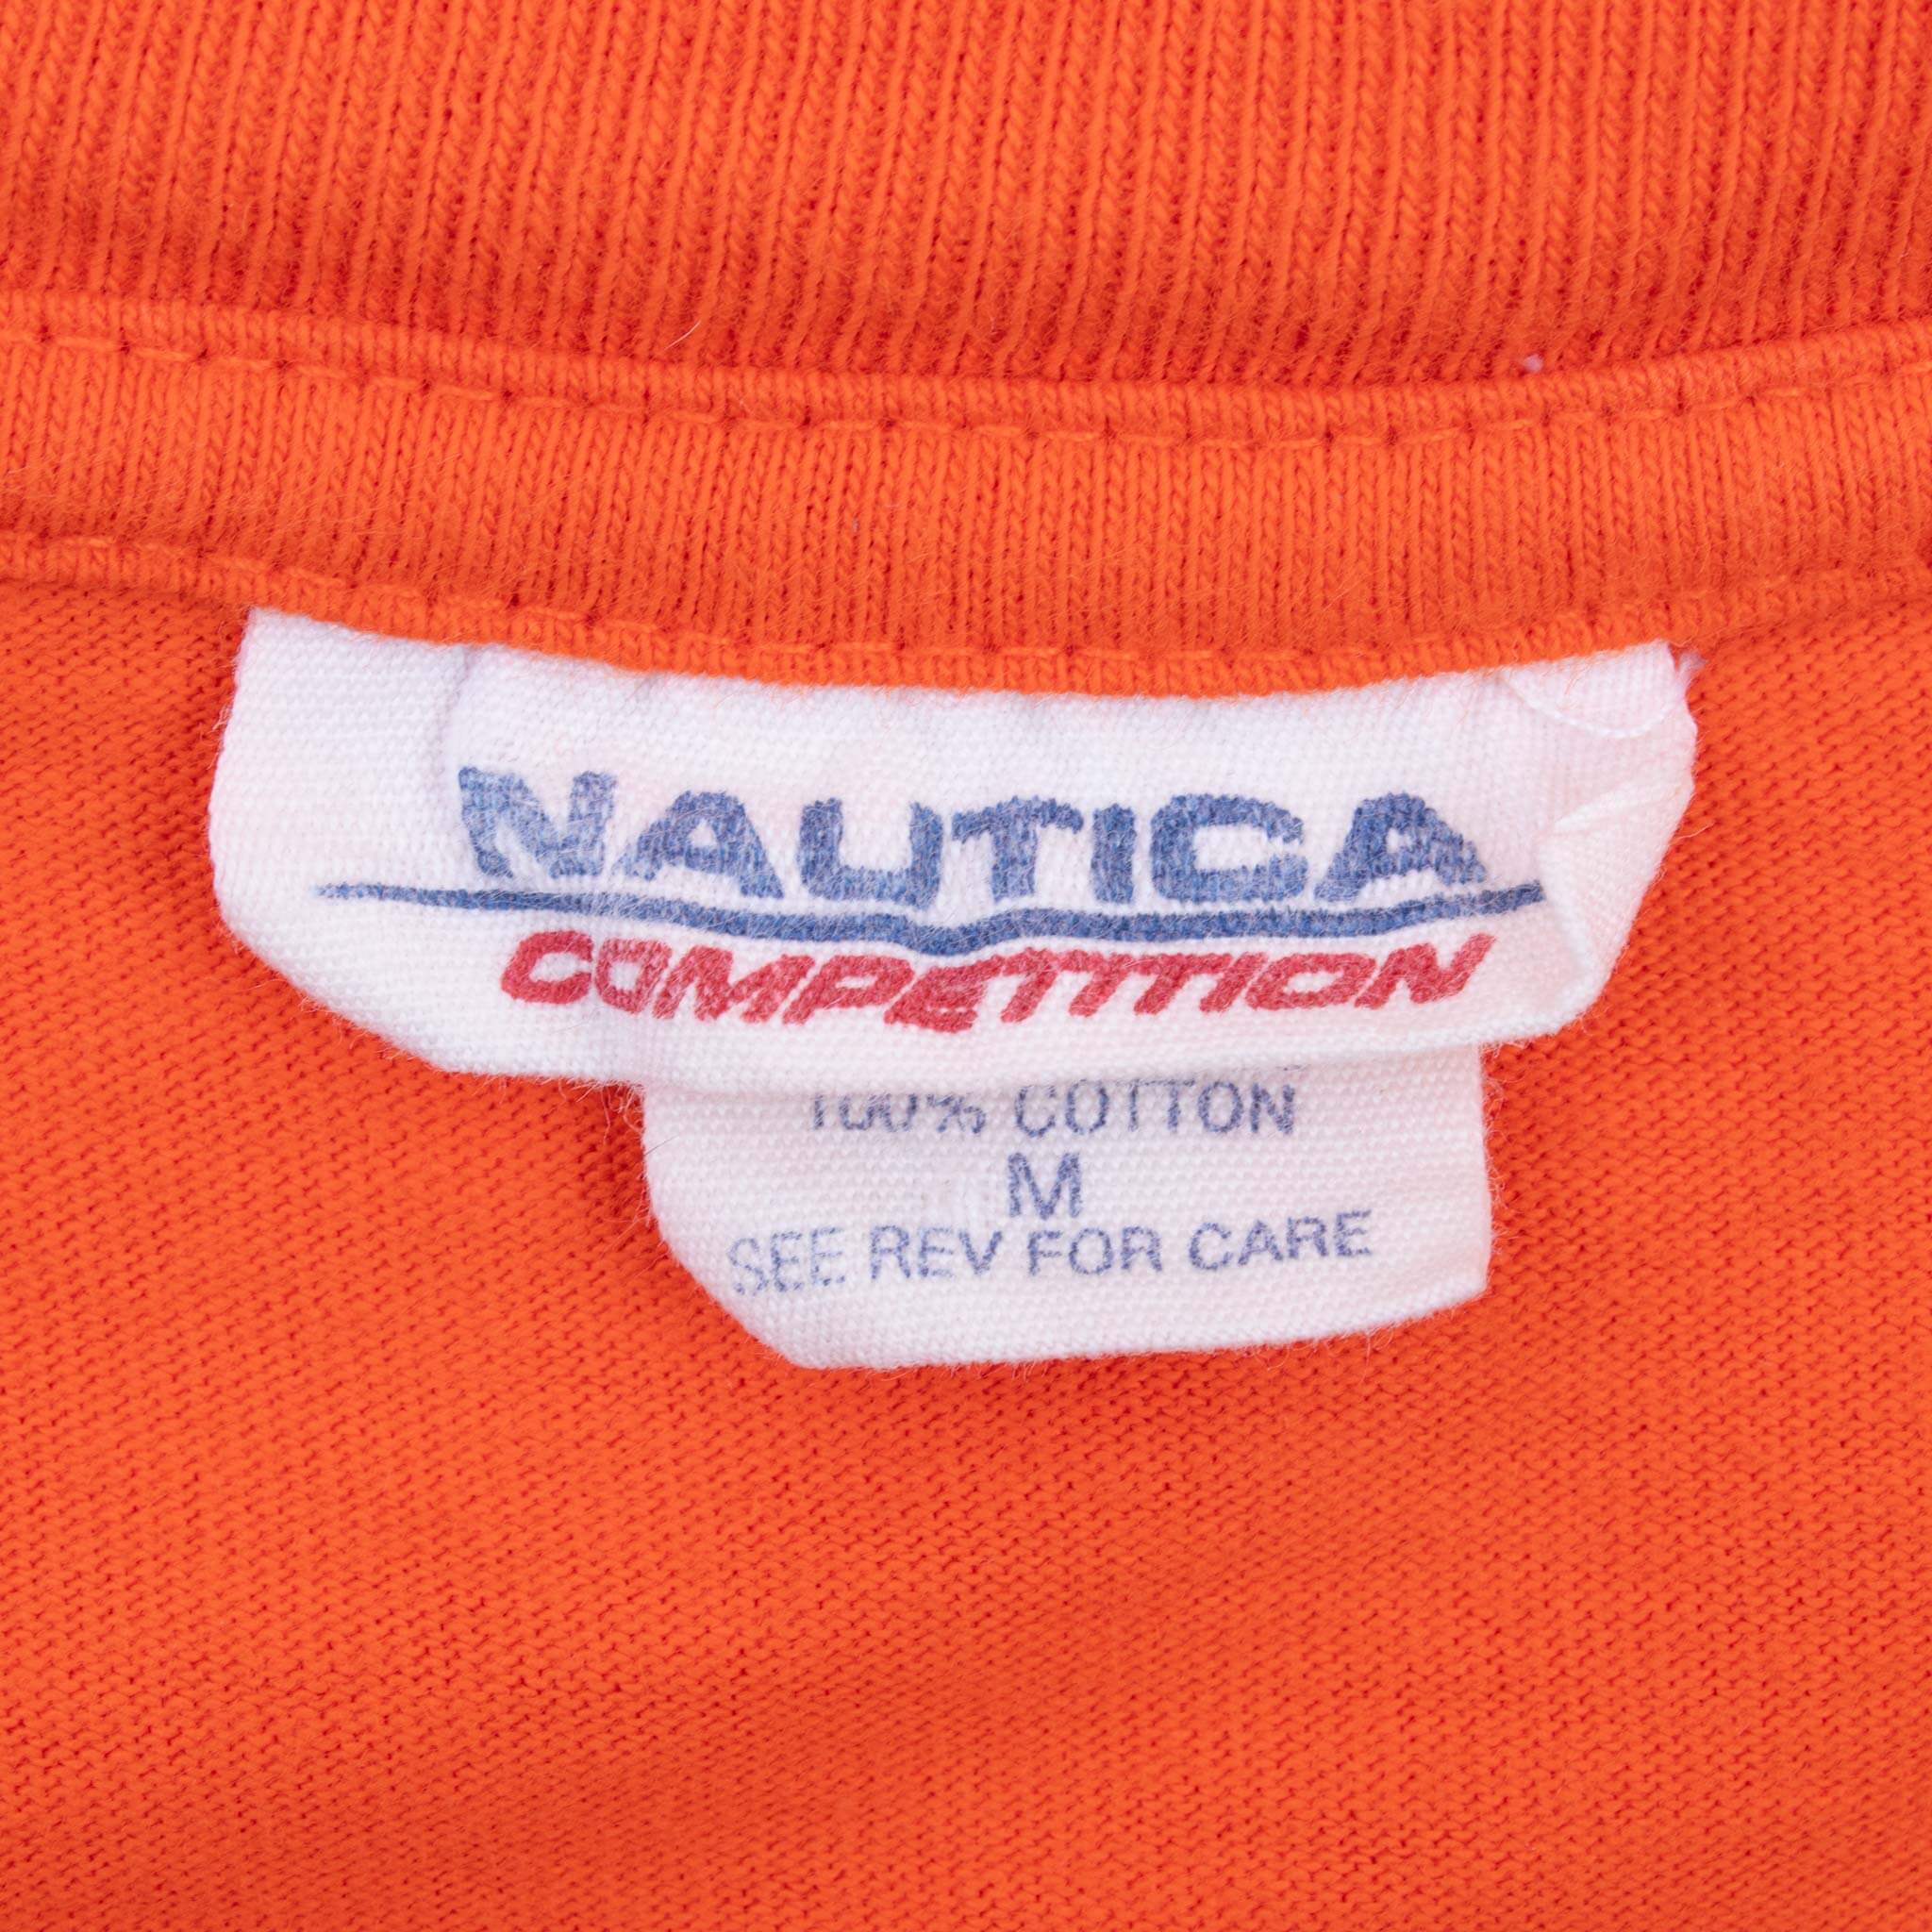 NAUTICA
COMPETITION
100% COTTON
M
SEE REV FOR CARE